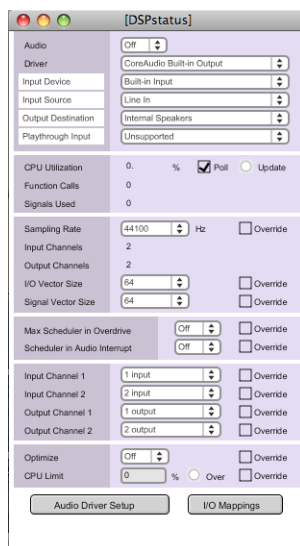 [DSPstatus]
Audio Off
Driver CoreAudio Built-in Output
Input Device Built-in Input
Input Source Line In
Output Destination Internal Speakers
Playthrough Input Unsupported
CPU Utilization 0. % Poll Update
Function Calls 0
Signals Used 0
Sampling Rate 44100 Hz Override
Input Channels 2
Output Channels 2
I/O Vector Size 64 Override
Signal Vector Size 64 Override
Max Scheduler in Overdrive Off Override
Scheduler in Audio Interrupt Off Override
Input Channel 1 1 input Override
Input Channel 2 2 input Override
Output Channel 1 1 output Override
Output Channel 2 2 output Override
Optimize Off Override
CPU Limit 0 % Over Override
Audio Driver Setup I/O Mappings